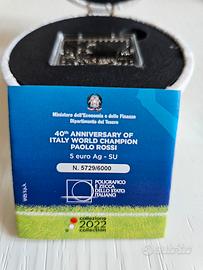 Ministero dell'Economia e delle Finanze
Dipartimento del Tesoro
40th ANNIVERSARY OF
ITALY WORLD CHAMPION
PAOLO ROSSI
5 euro Ag - SU
N. 5729/6000
POLIGRAFICO
E ZECCA
DELLO STATO
ITALIANO
collezione
2022
collection
subito